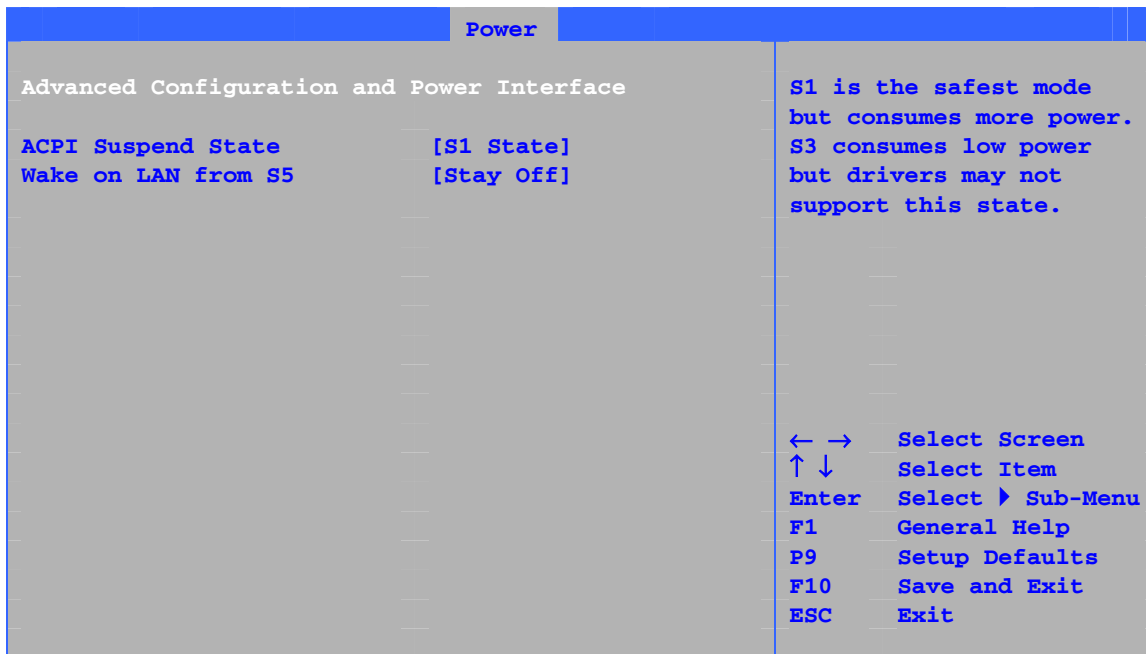 Power
Advanced Configuration and Power Interface
ACPI Suspend State [S1 State]
Wake on LAN from S5 [Stay Off]
S1 is the safest mode
but consumes more power.
S3 consumes low power
but drivers may not
support this state.
← → Select Screen
↑ ↓ Select Item
Enter Select ▶ Sub-Menu
F1 General Help
P9 Setup Defaults
F10 Save and Exit
ESC Exit